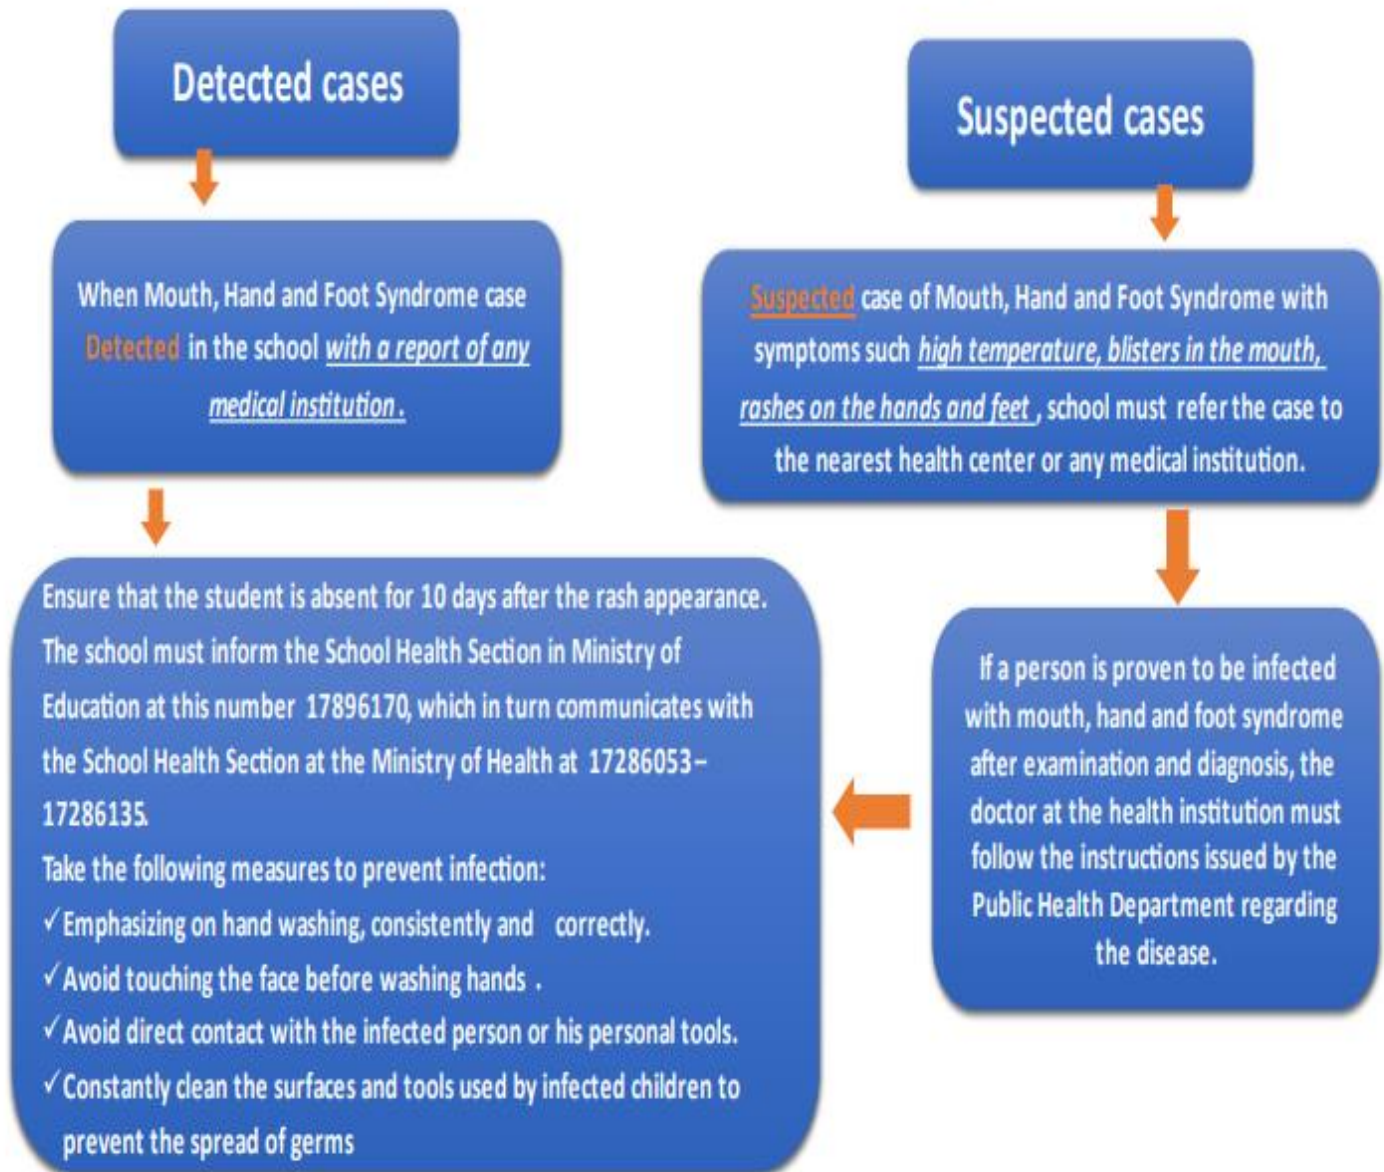 Detected cases
When Mouth, Hand and Foot Syndrome case
Detected in the school with a report of any
medical institution .
Ensure that the student is absent for 10 days after the rash appearance.
The school must inform the School Health Section in Ministry of
Education at this number 17896170, which in turn communicates with
the School Health Section at the Ministry of Health at 17286053–
17286135.
Take the following measures to prevent infection:
✓Emphasizing on hand washing, consistently and correctly.
✓Avoid touching the face before washing hands .
✓Avoid direct contact with the infected person or his personal tools.
✓Constantly clean the surfaces and tools used by infected children to
prevent the spread of germs
Suspected cases
Suspected case of Mouth, Hand and Foot Syndrome with
symptoms such high temperature, blisters in the mouth,
rashes on the hands and feet , school must refer the case to
the nearest health center or any medical institution.
If a person is proven to be infected
with mouth, hand and foot syndrome
after examination and diagnosis, the
doctor at the health institution must
follow the instructions issued by the
Public Health Department regarding
the disease.